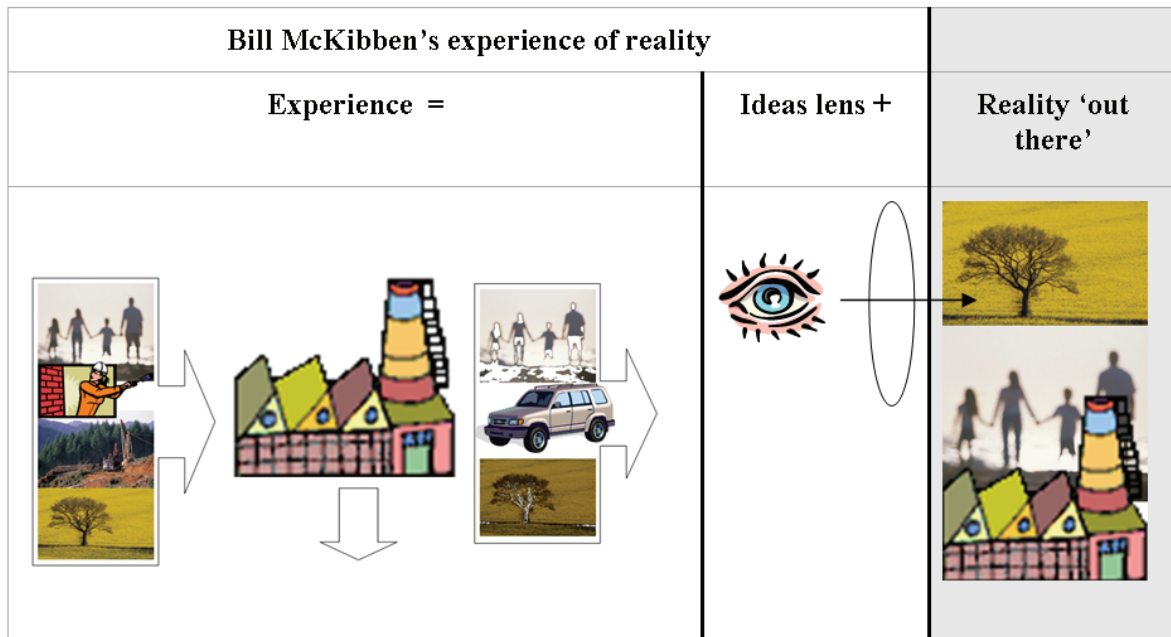 Bill McKibben’s experience of reality
Experience =
Ideas lens +
Reality ‘out
there’